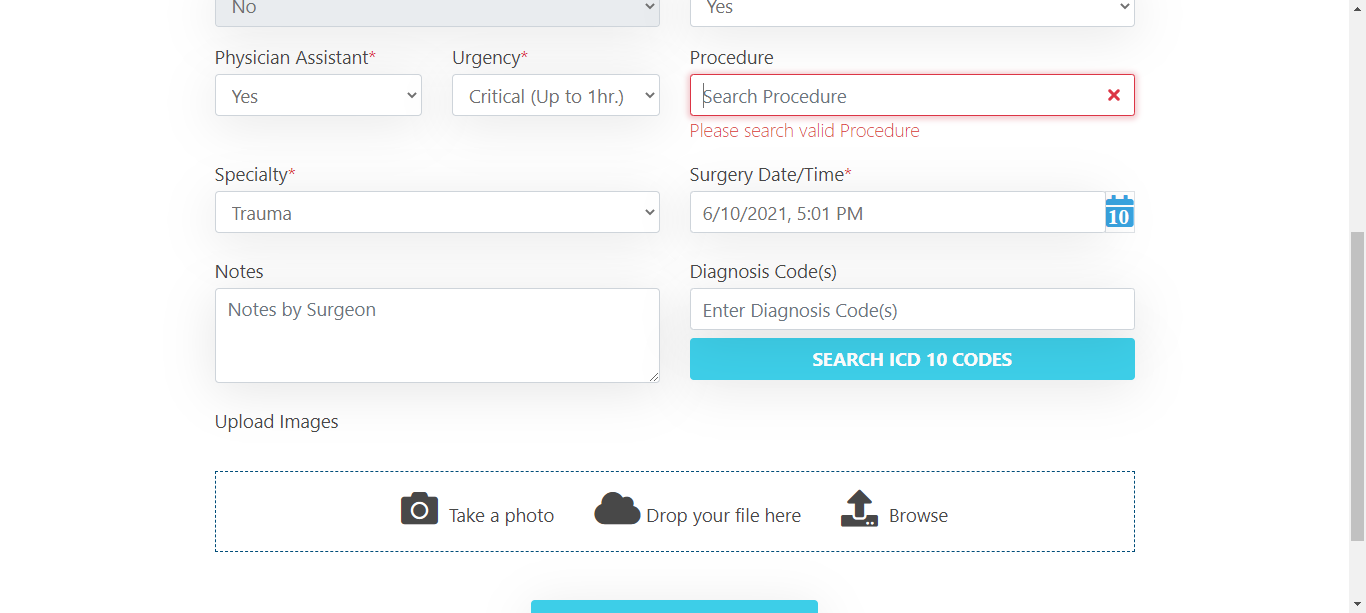 No
Yes
Physician Assistant*
Urgency*
Procedure
Yes
Critical (Up to 1hr.)
Search Procedure
Please search valid Procedure
Specialty*
Surgery Date/Time*
Trauma
6/10/2021, 5:01 PM
10
Notes
Diagnosis Code(s)
Notes by Surgeon
Enter Diagnosis Code(s)
SEARCH ICD 10 CODES
Upload Images
Take a photo
Drop your file here
Browse